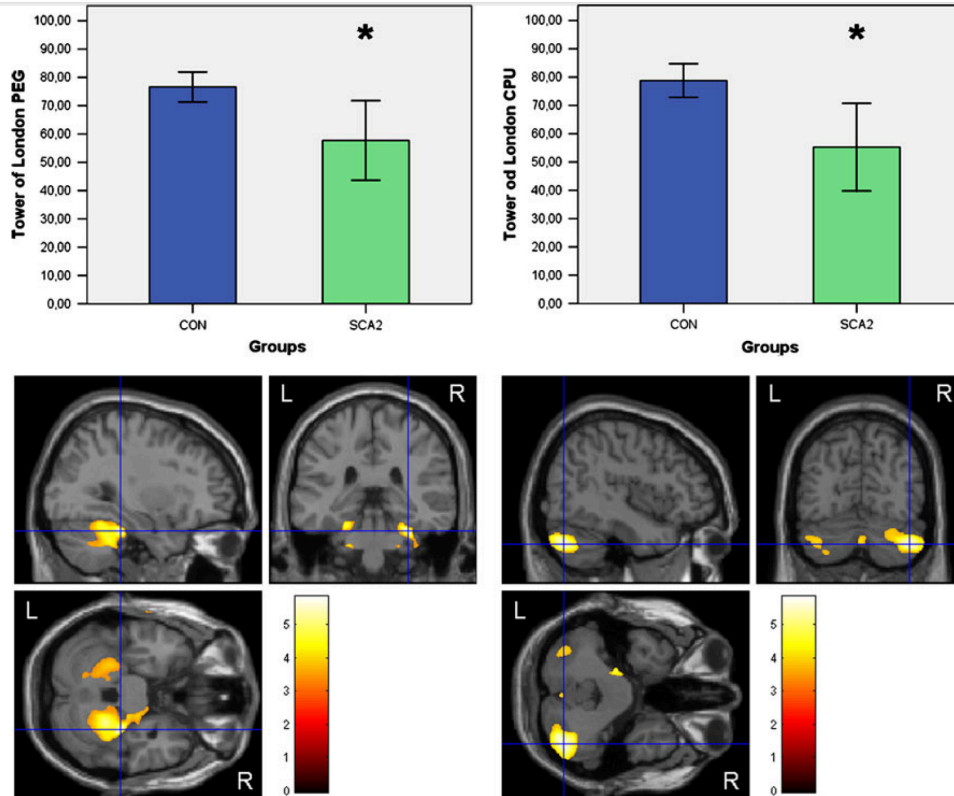 Tower of London PEG
100,00
90,00
80,00
70,00
60,00
50,00
40,00
30,00
20,00
10,00
0,00
*
CON
SCA2
Groups
Tower od London CPU
100,00
90,00
80,00
70,00
60,00
50,00
40,00
30,00
20,00
10,00
0,00
*
CON
SCA2
Groups
L
R
L
R
5
4
3
2
1
0
L
R
L
R
5
4
3
2
1
0